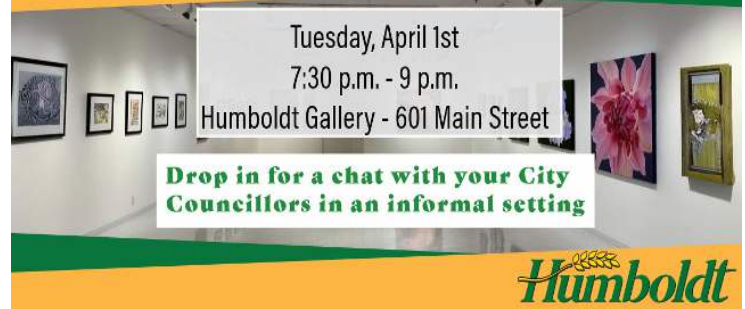 Tuesday, April 1st
7:30 p.m. - 9 p.m.
Humboldt Gallery - 601 Main Street
Drop in for a chat with your City
Councillors in an informal setting
Humboldt